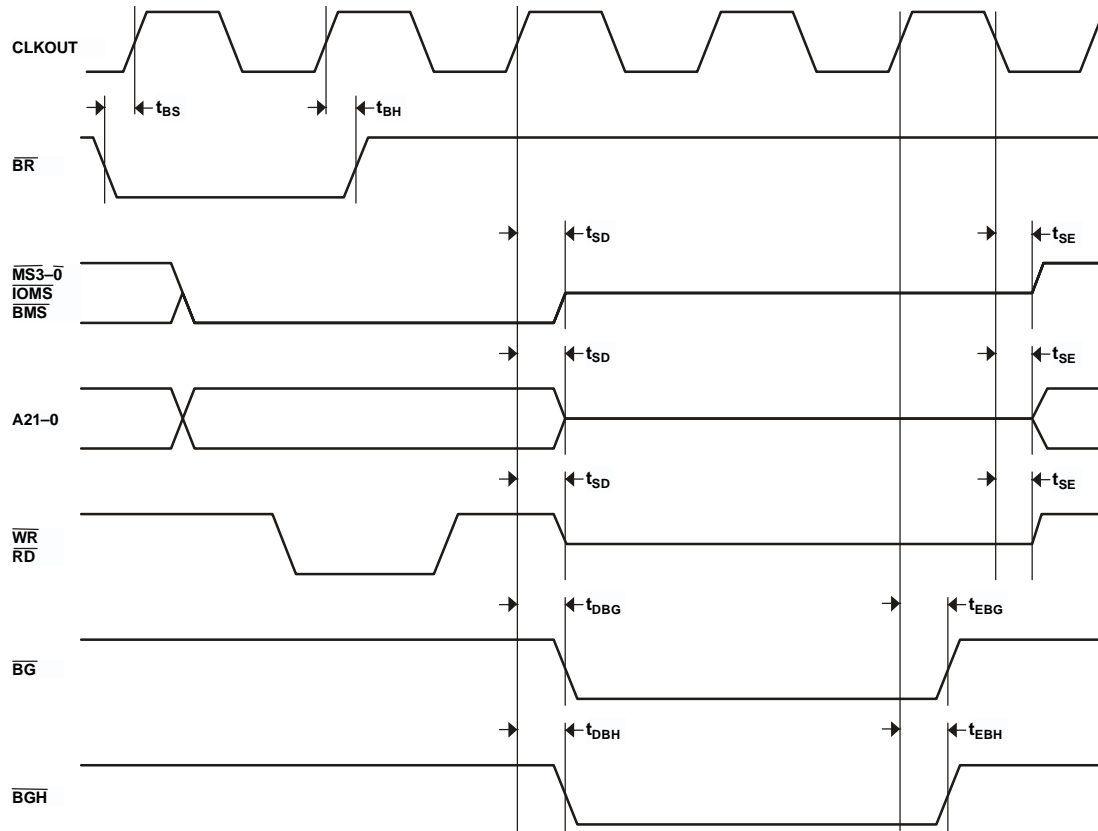 CLKOUT
tBS
tBH
BR
tSD
tSE
MS3–0
IOMS
BMS
tSD
tSE
A21–0
tSD
tSE
WR
RD
tDBG
tEBG
BG
tDBH
tEBH
BGH